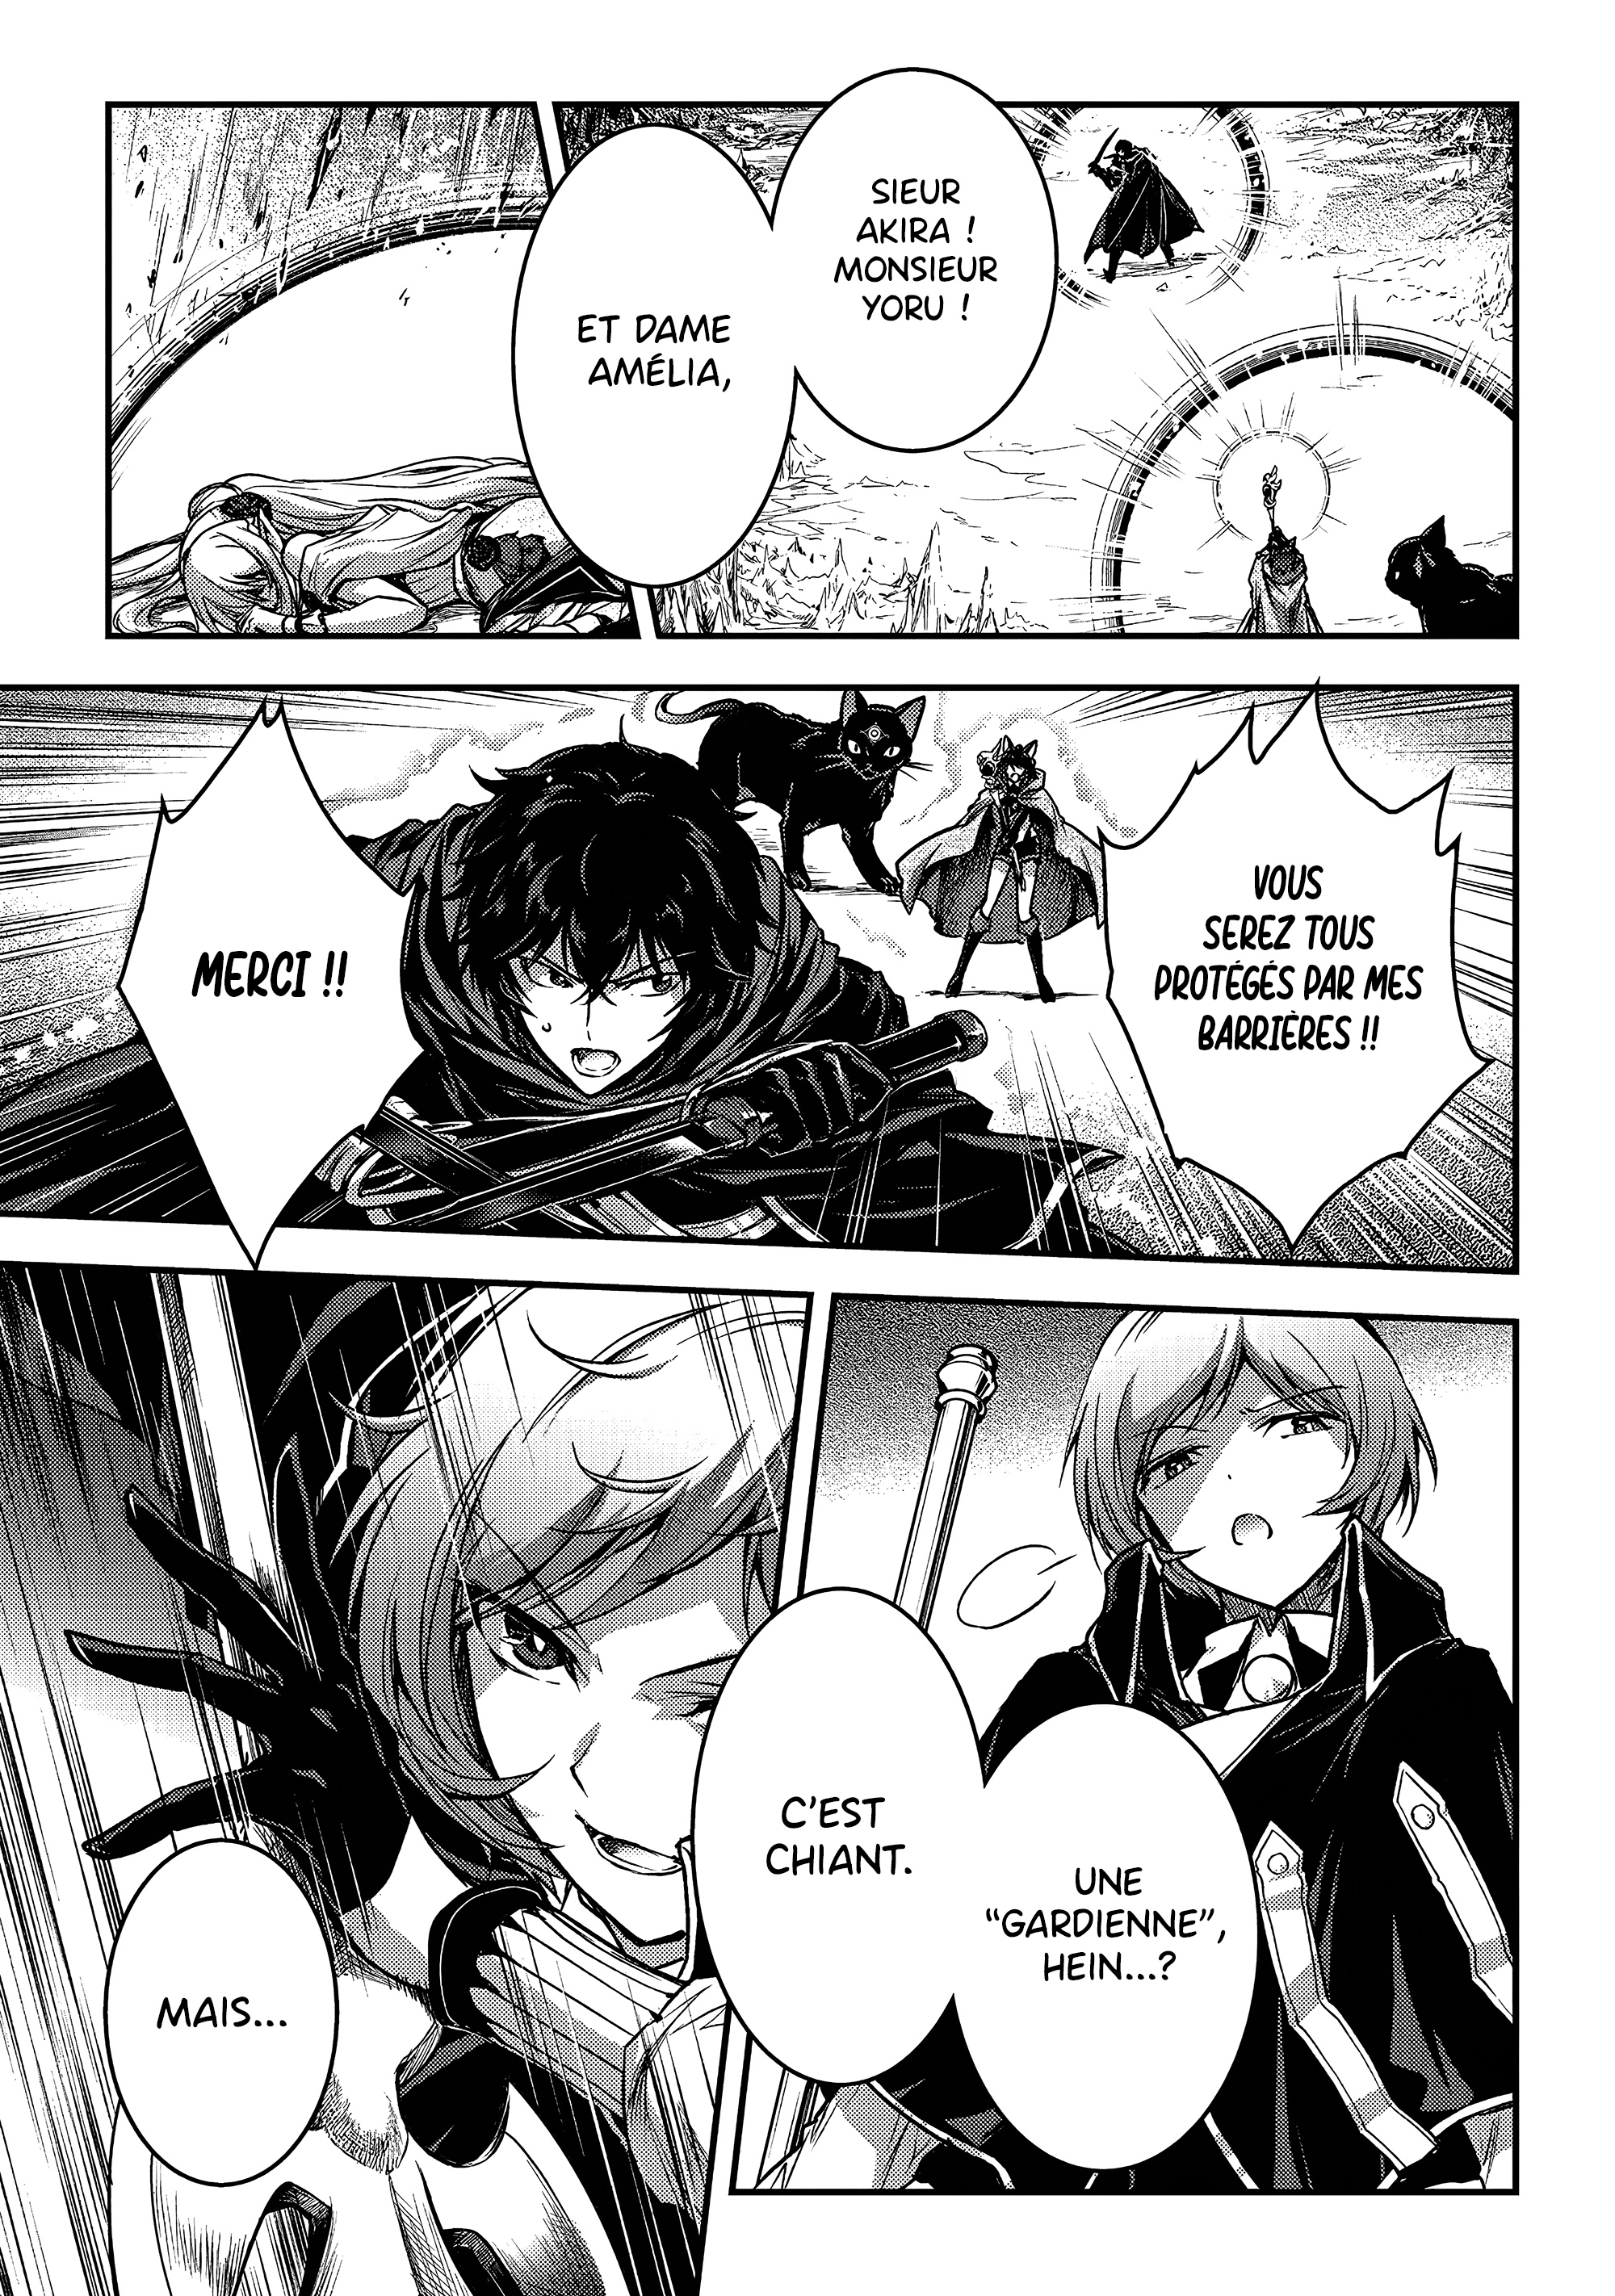 SIEUR
AKIRA !
MONSIEUR
YORU !
ET DAME
AMÉLIA,
VOUS
SEREZ TOUS
PROTÉGÉS PAR MES
BARRIÈRES !!
MERCI !!
UNE
“GARDIENNE”,
HEIN...?
C'EST
CHIANT.
MAIS...